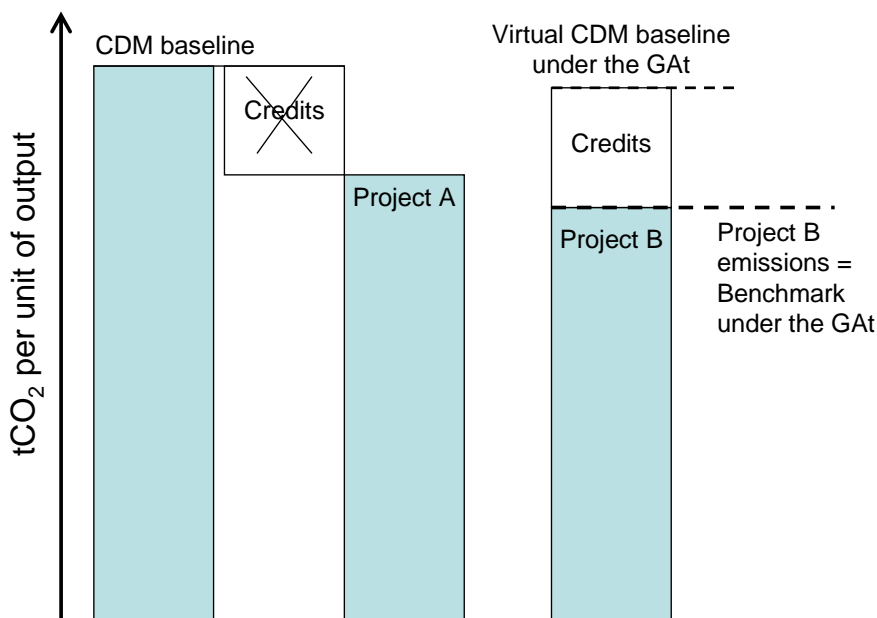 tCO₂ per unit of output
CDM baseline
Credits
Project A
Virtual CDM baseline
under the GAt
Credits
Project B
Project B
emissions =
Benchmark
under the GAt